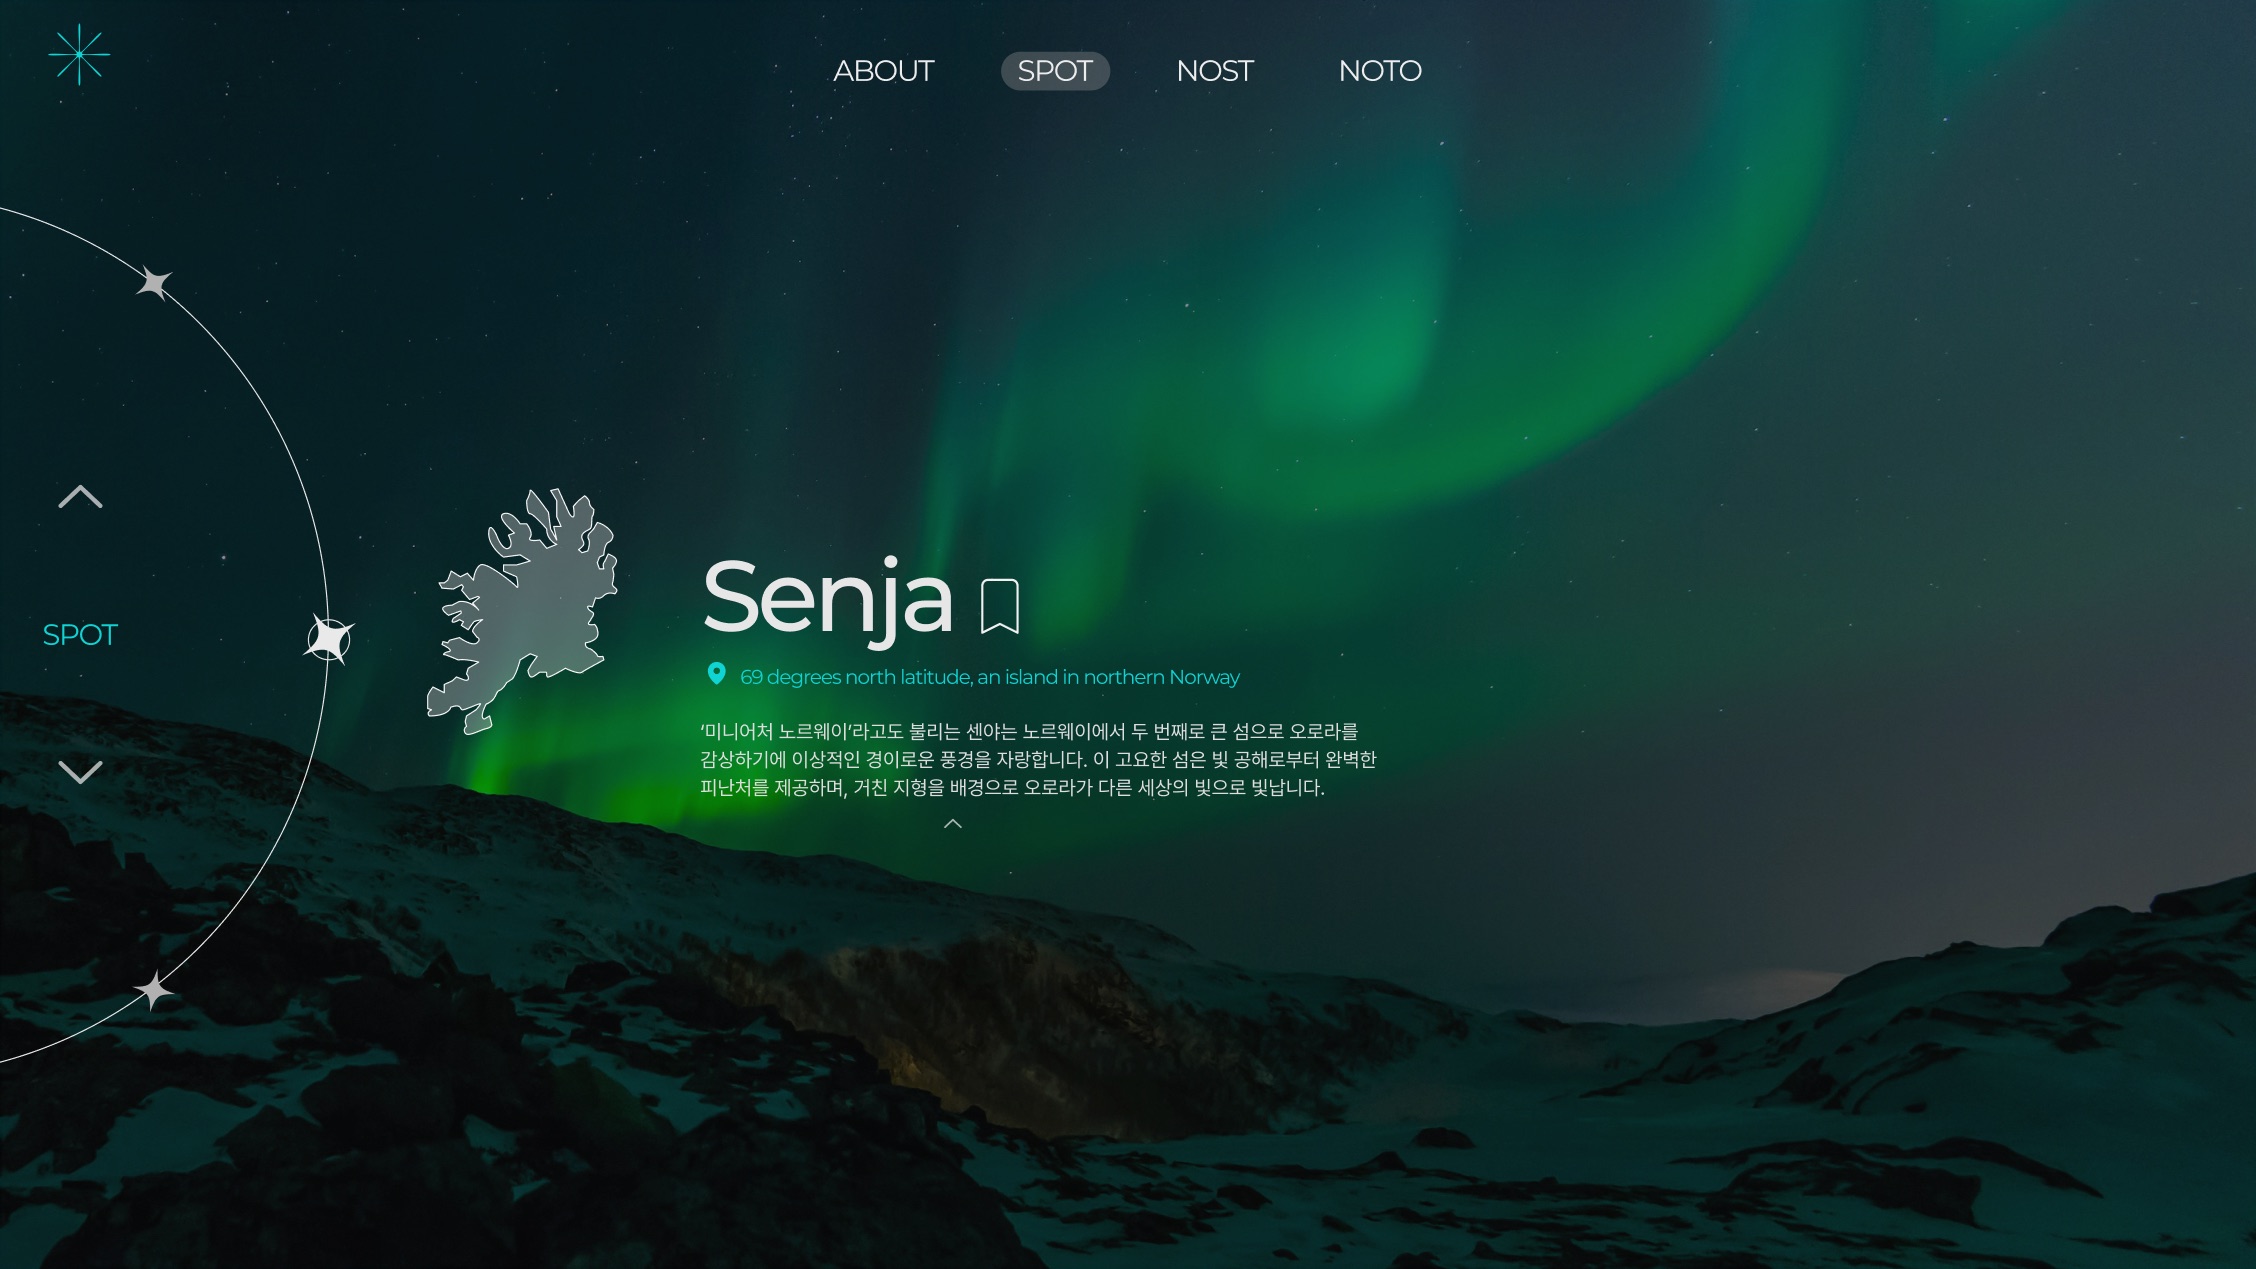 ABOUT SPOT NOST NOTO
SPOT
Senja
69 degrees north latitude, an island in northern Norway
‘미니어처 노르웨이’라고도 불리는 센야는 노르웨이에서 두 번째로 큰 섬으로 오로라를
감상하기에 이상적인 경이로운 풍경을 자랑합니다. 이 고요한 섬은 빛 공해로부터 완벽한
피난처를 제공하며, 거친 지형을 배경으로 오로라가 다른 세상의 빛으로 빛납니다.